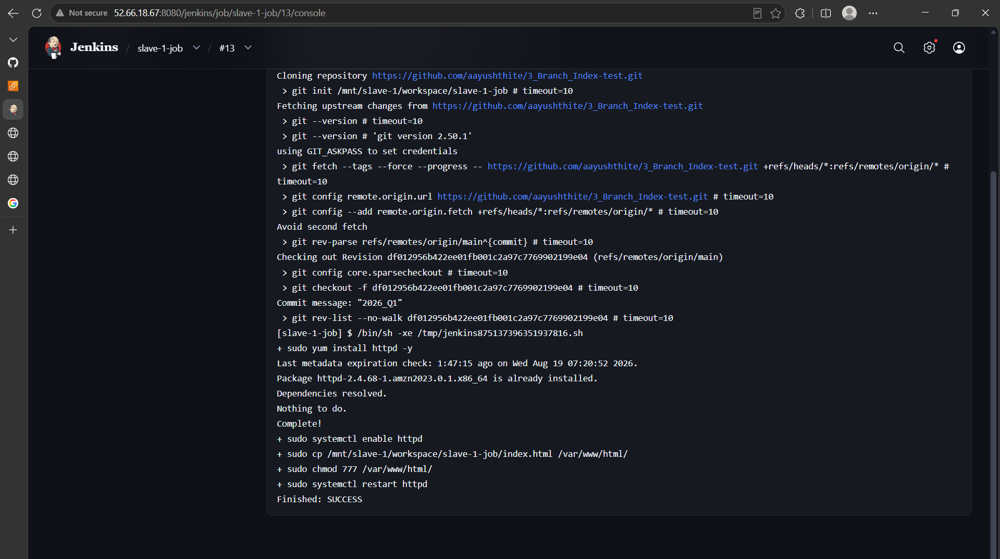 Not secure 52.66.18.67:8080/jenkins/job/slave-1-job/13/console
Jenkins / slave-1-job / #13
Cloning repository https://github.com/aayushthite/3_Branch_Index-test.git
> git init /mnt/slave-1/workspace/slave-1-job # timeout=10
Fetching upstream changes from https://github.com/aayushthite/3_Branch_Index-test.git
> git --version # timeout=10
> git --version # 'git version 2.50.1'
using GIT_ASKPASS to set credentials
> git fetch --tags --force --progress -- https://github.com/aayushthite/3_Branch_Index-test.git +refs/heads/*:refs/remotes/origin/* #
timeout=10
> git config remote.origin.url https://github.com/aayushthite/3_Branch_Index-test.git # timeout=10
> git config --add remote.origin.fetch +refs/heads/*:refs/remotes/origin/* # timeout=10
Avoid second fetch
> git rev-parse refs/remotes/origin/main^{commit} # timeout=10
Checking out Revision df012956b422ee01fb001c2a97c7769902199e04 (refs/remotes/origin/main)
> git config core.sparsecheckout # timeout=10
> git checkout -f df012956b422ee01fb001c2a97c7769902199e04 # timeout=10
Commit message: "2026_Q1"
> git rev-list --no-walk df012956b422ee01fb001c2a97c7769902199e04 # timeout=10
[slave-1-job] $ /bin/sh -xe /tmp/jenkins875137396351937816.sh
+ sudo yum install httpd -y
Last metadata expiration check: 1:47:15 ago on Wed Aug 19 07:20:52 2026.
Package httpd-2.4.68-1.amzn2023.0.1.x86_64 is already installed.
Dependencies resolved.
Nothing to do.
Complete!
+ sudo systemctl enable httpd
+ sudo cp /mnt/slave-1/workspace/slave-1-job/index.html /var/www/html/
+ sudo chmod 777 /var/www/html/
+ sudo systemctl restart httpd
Finished: SUCCESS